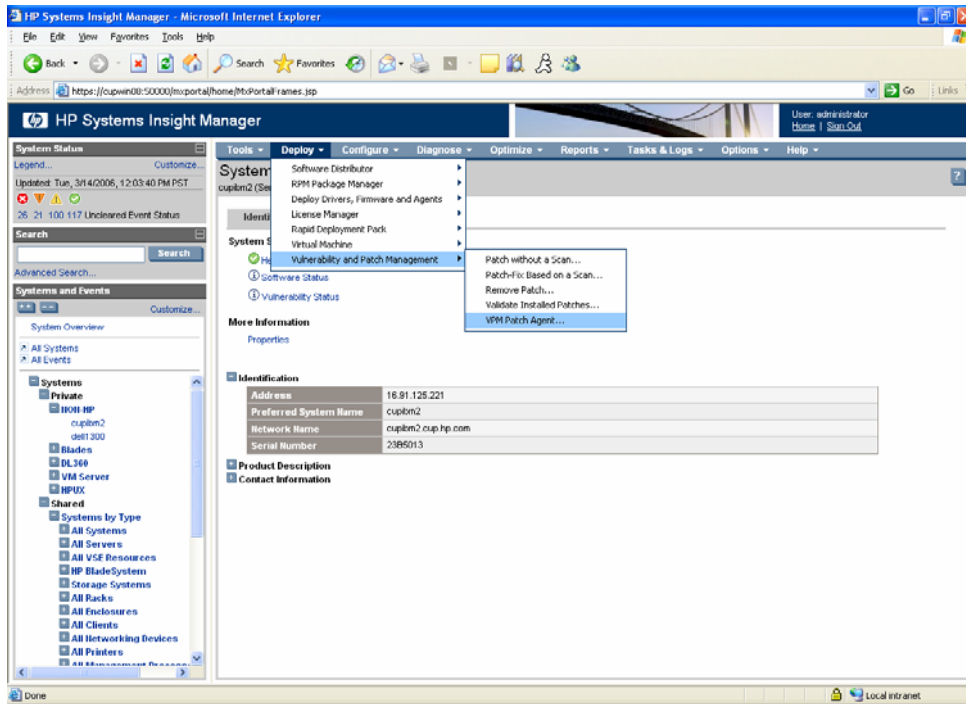 HP Systems Insight Manager - Microsoft Internet Explorer
File Edit View Favorites Tools Help
Back Search Favorites
Address https://cupwin08:50000/mxportal/home/MxPortalFrames.jsp Go Links
HP Systems Insight Manager
User: administrator
Home | Sign Out
System Status
Legend... Customize...
Updated: Tue, 3/14/2006, 12:03:40 PM PST
26 21 100 117 Uncleared Event Status
Search
Search
Advanced Search...
Systems and Events
Customize...
System Overview
All Systems
All Events
Systems
Private
NON-HP
cupibm2
dell1300
Blades
DL360
VM Server
HPUX
Shared
Systems by Type
All Systems
All Servers
All VSE Resources
HP BladeSystem
Storage Systems
All Racks
All Enclosures
All Clients
All Networking Devices
All Printers
Tools Deploy Configure Diagnose Optimize Reports Tasks & Logs Options Help
System
cupibm2 (Se
?
Identi
System S
He
Software Status
Vulnerability Status
More Information
Properties
Software Distributor
RPM Package Manager
Deploy Drivers, Firmware and Agents
License Manager
Rapid Deployment Pack
Virtual Machine
Vulnerability and Patch Management
Patch without a Scan...
Patch-Fix Based on a Scan...
Remove Patch...
Validate Installed Patches...
VPM Patch Agent...
Identification
Address 16.91.125.221
Preferred System Name cupibm2
Network Name cupibm2.cup.hp.com
Serial Number 23B5013
Product Description
Contact Information
Done Local intranet